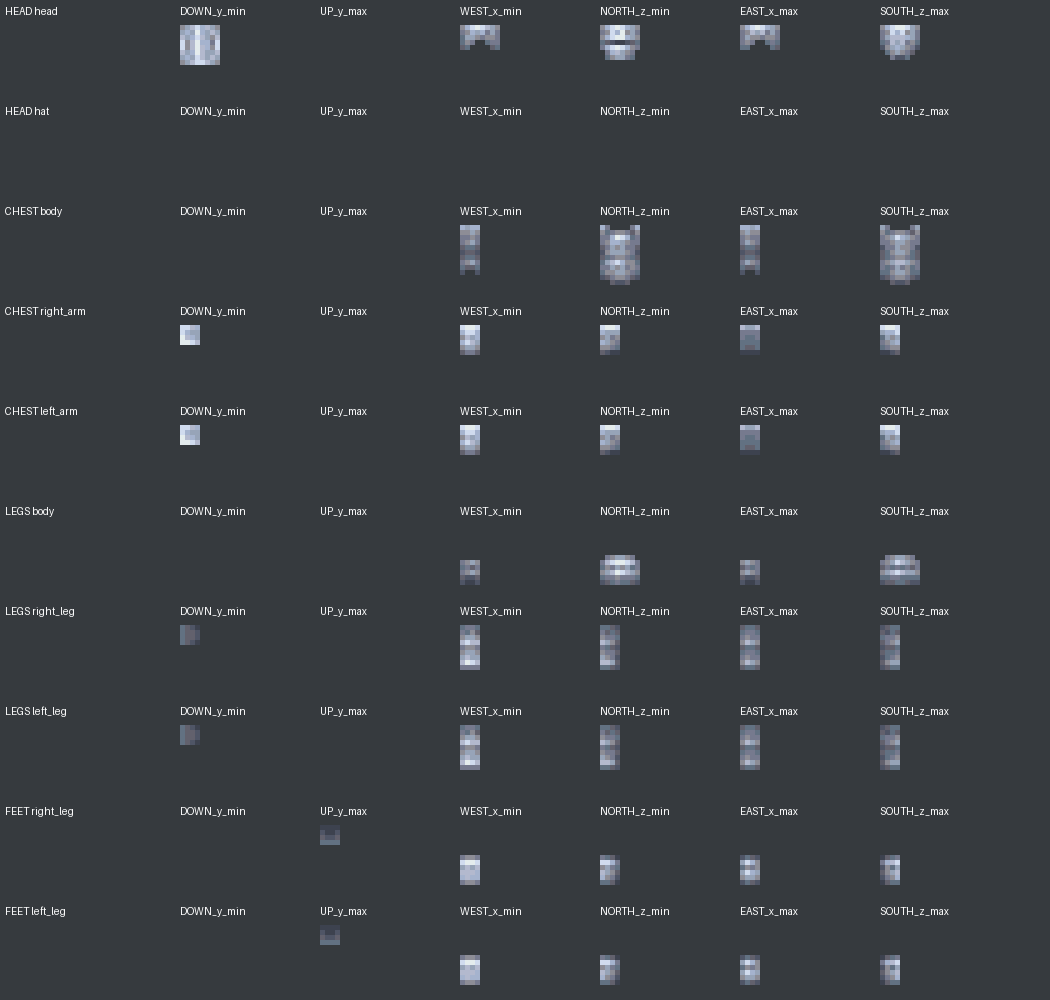 HEAD head DOWN_y_min UP_y_max WEST_x_min NORTH_z_min EAST_x_max SOUTH_z_max
HEAD hat DOWN_y_min UP_y_max WEST_x_min NORTH_z_min EAST_x_max SOUTH_z_max
CHEST body DOWN_y_min UP_y_max WEST_x_min NORTH_z_min EAST_x_max SOUTH_z_max
CHEST right_arm DOWN_y_min UP_y_max WEST_x_min NORTH_z_min EAST_x_max SOUTH_z_max
CHEST left_arm DOWN_y_min UP_y_max WEST_x_min NORTH_z_min EAST_x_max SOUTH_z_max
LEGS body DOWN_y_min UP_y_max WEST_x_min NORTH_z_min EAST_x_max SOUTH_z_max
LEGS right_leg DOWN_y_min UP_y_max WEST_x_min NORTH_z_min EAST_x_max SOUTH_z_max
LEGS left_leg DOWN_y_min UP_y_max WEST_x_min NORTH_z_min EAST_x_max SOUTH_z_max
FEET right_leg DOWN_y_min UP_y_max WEST_x_min NORTH_z_min EAST_x_max SOUTH_z_max
FEET left_leg DOWN_y_min UP_y_max WEST_x_min NORTH_z_min EAST_x_max SOUTH_z_max